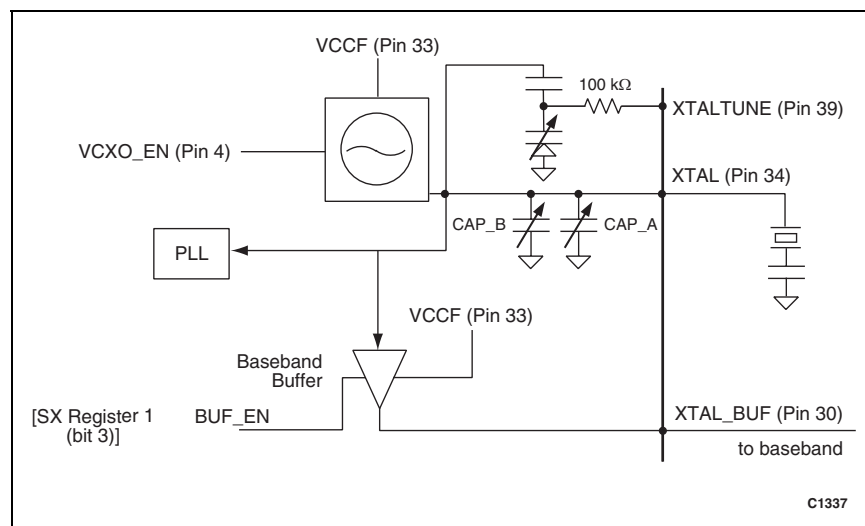 VCCF (Pin 33)
100 kΩ
XTALTUNE (Pin 39)
VCXO_EN (Pin 4)
XTAL (Pin 34)
CAP_B
CAP_A
PLL
VCCF (Pin 33)
Baseband
Buffer
[SX Register 1
(bit 3)]
BUF_EN
XTAL_BUF (Pin 30)
to baseband
C1337